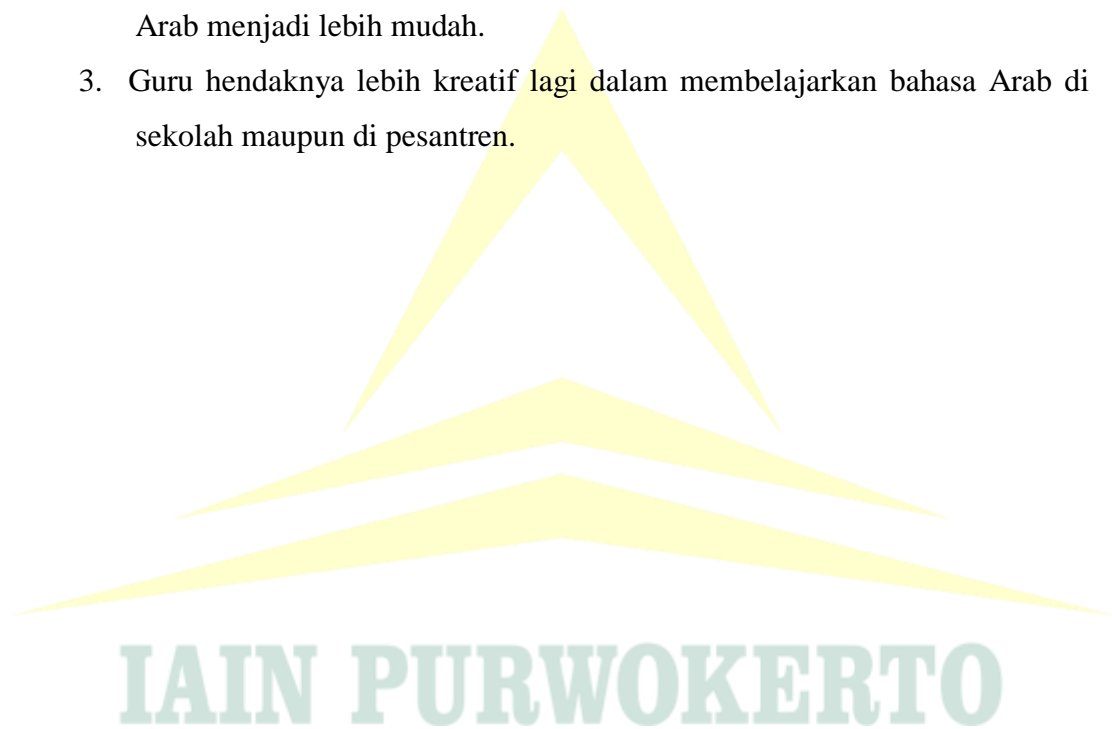 Arab menjadi lebih mudah.
3. Guru hendaknya lebih kreatif lagi dalam membelajarkan bahasa Arab di
sekolah maupun di pesantren.
IAIN PURWOKERTO